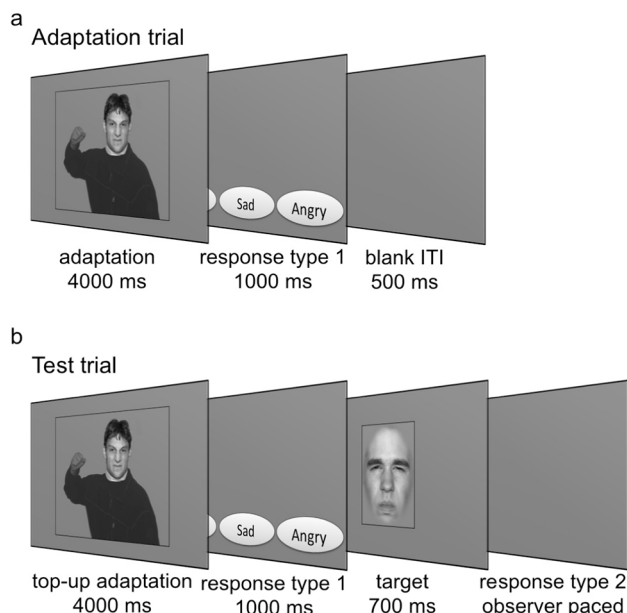 a
Adaptation trial
Sad
Angry
adaptation
4000 ms
response type 1
1000 ms
blank ITI
500 ms
b
Test trial
Sad
Angry
top-up adaptation
4000 ms
response type 1
1000 ms
target
700 ms
response type 2
observer paced